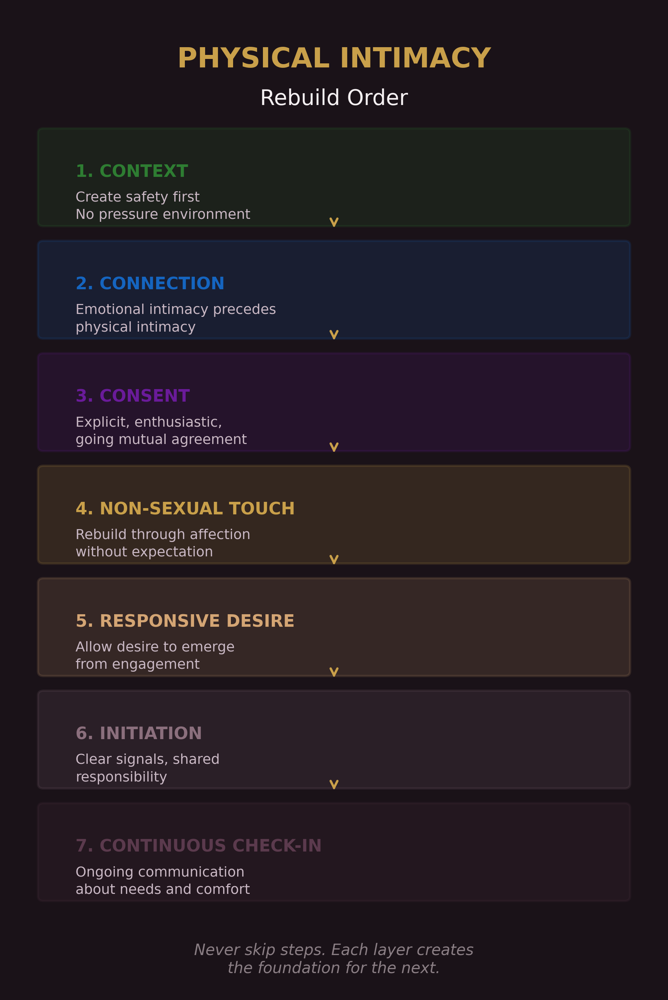 PHYSICAL INTIMACY
Rebuild Order
1. CONTEXT
Create safety first
No pressure environment
2. CONNECTION
Emotional intimacy precedes
physical intimacy
3. CONSENT
Explicit, enthusiastic,
going mutual agreement
4. NON-SEXUAL TOUCH
Rebuild through affection
without expectation
5. RESPONSIVE DESIRE
Allow desire to emerge
from engagement
6. INITIATION
Clear signals, shared
responsibility
7. CONTINUOUS CHECK-IN
Ongoing communication
about needs and comfort
Never skip steps. Each layer creates
the foundation for the next.